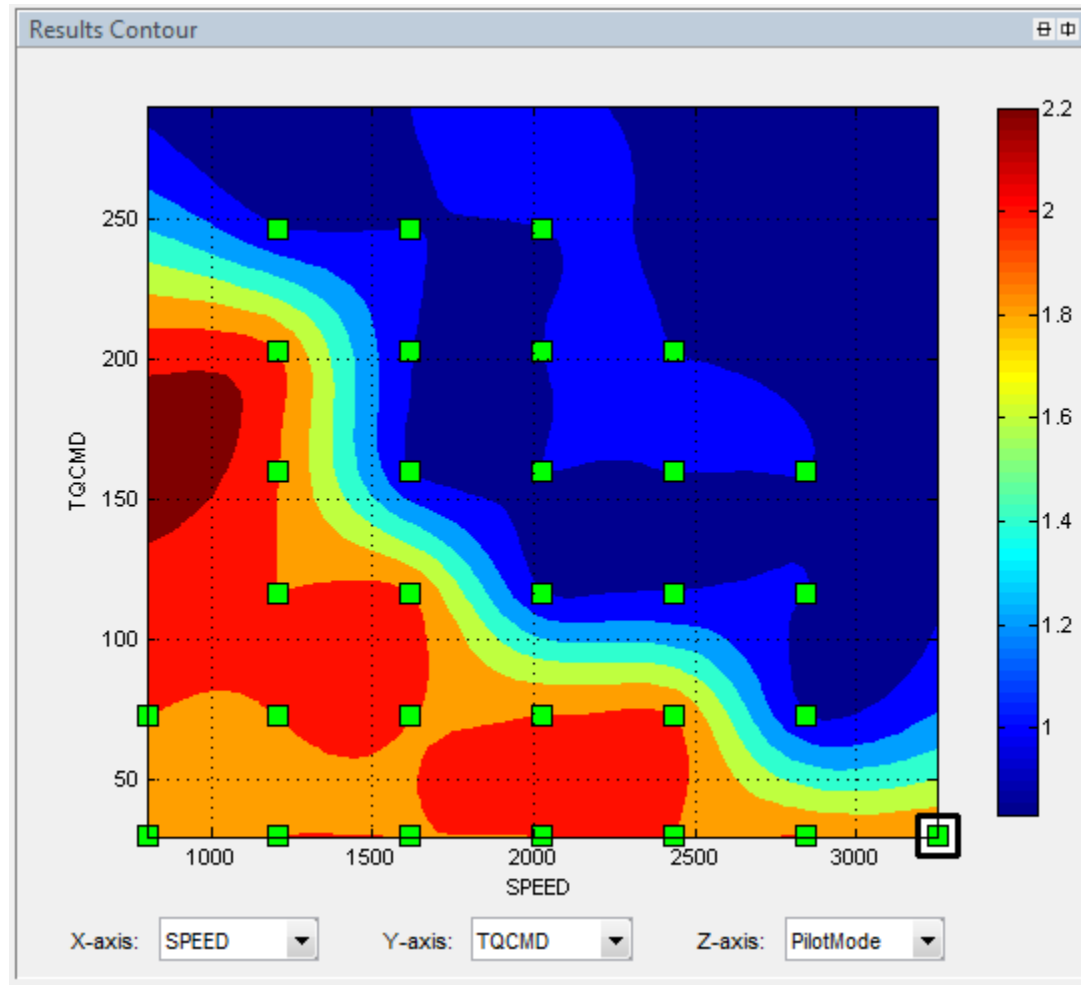 Results Contour
2.2
2
1.8
1.6
1.4
1.2
1
250
200
150
100
50
TQCMD
1000 1500 2000 2500 3000
SPEED
X-axis: SPEED Y-axis: TQCMD Z-axis: PilotMode